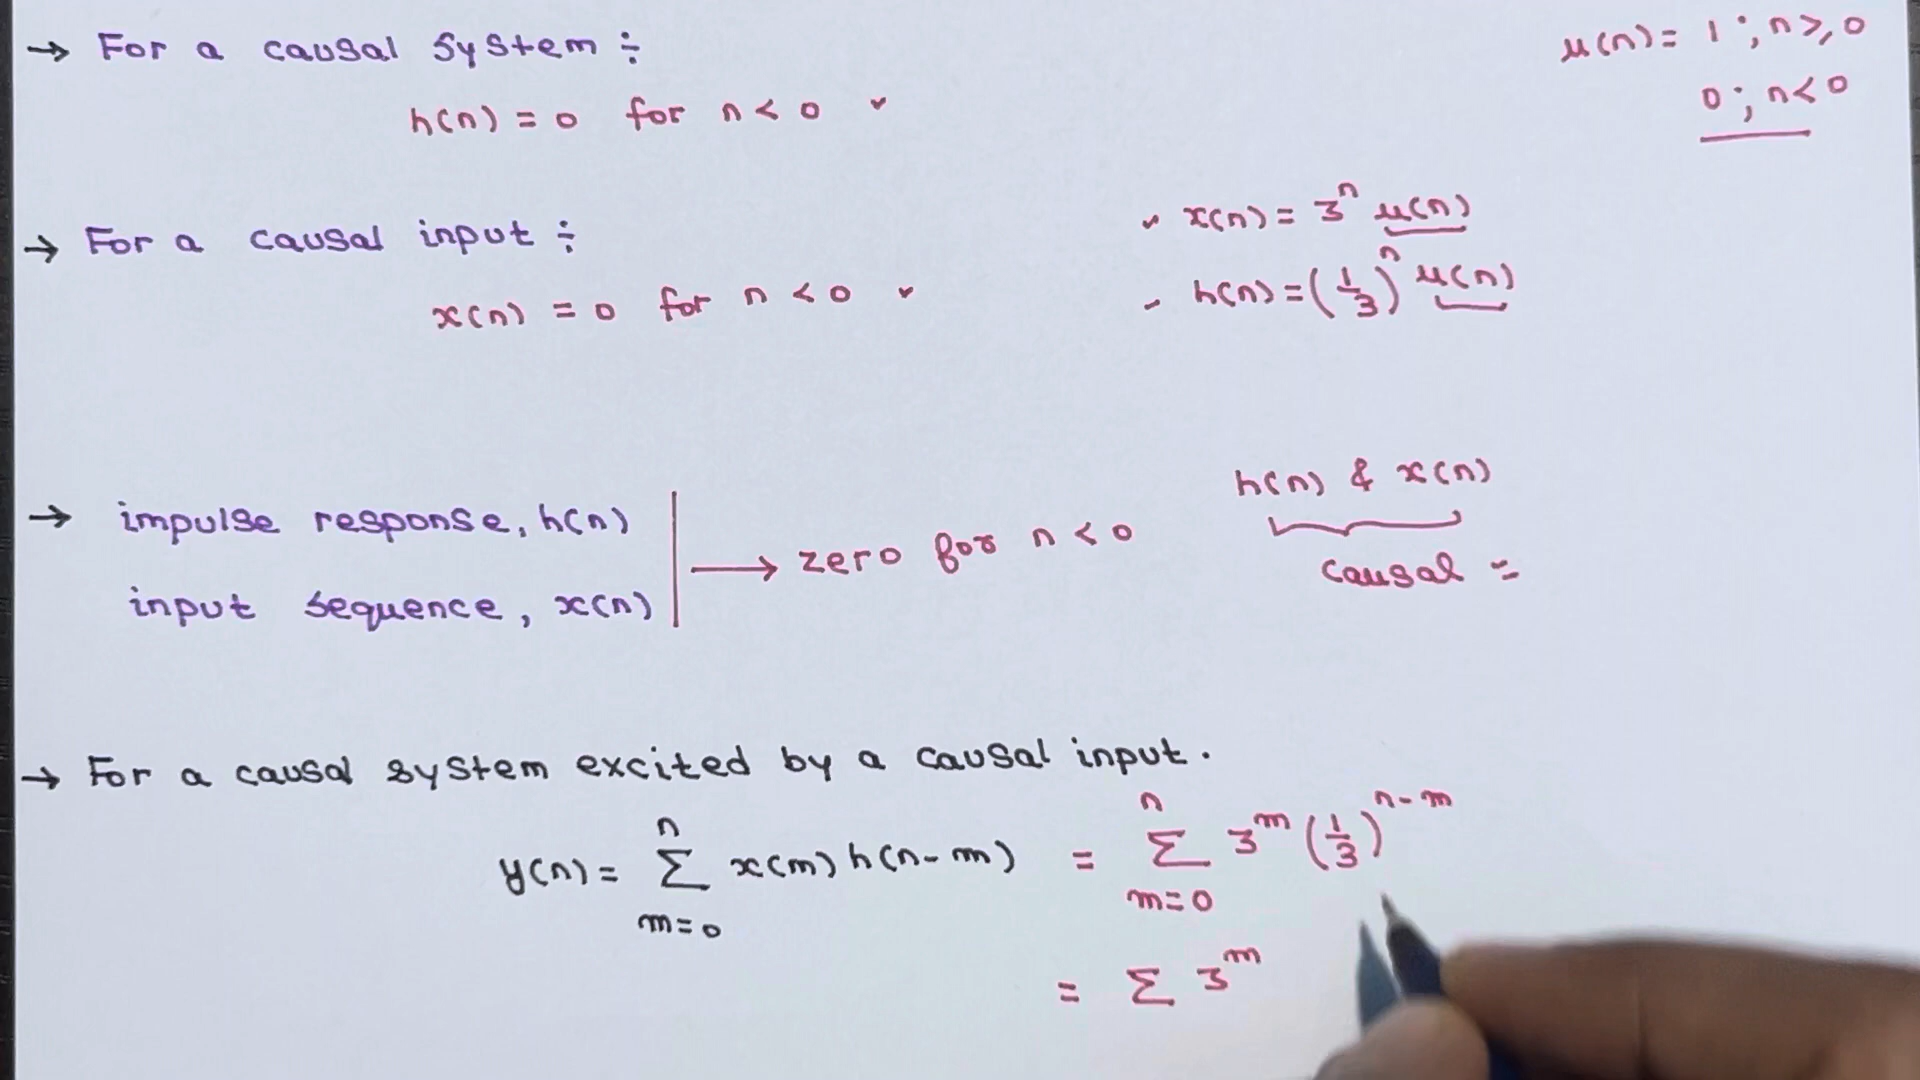 → For a causal system ÷
h(n) = 0 for n < 0 ✓
μ(n) = 1 ; n ≥ 0
0 ; n < 0
→ For a causal input ÷
x(n) = 0 for n < 0 ✓
✓ x(n) = 3^n μ(n)
- h(n) = (1/3)^n μ(n)
→ impulse response, h(n)
input sequence, x(n)
→ zero for n < 0
h(n) & x(n)
causal =
→ For a causal system excited by a causal input.
y(n) = Σ_{m=0}^{n} x(m) h(n-m) = Σ_{m=0}^{n} 3^m (1/3)^{n-m}
= Σ 3^m